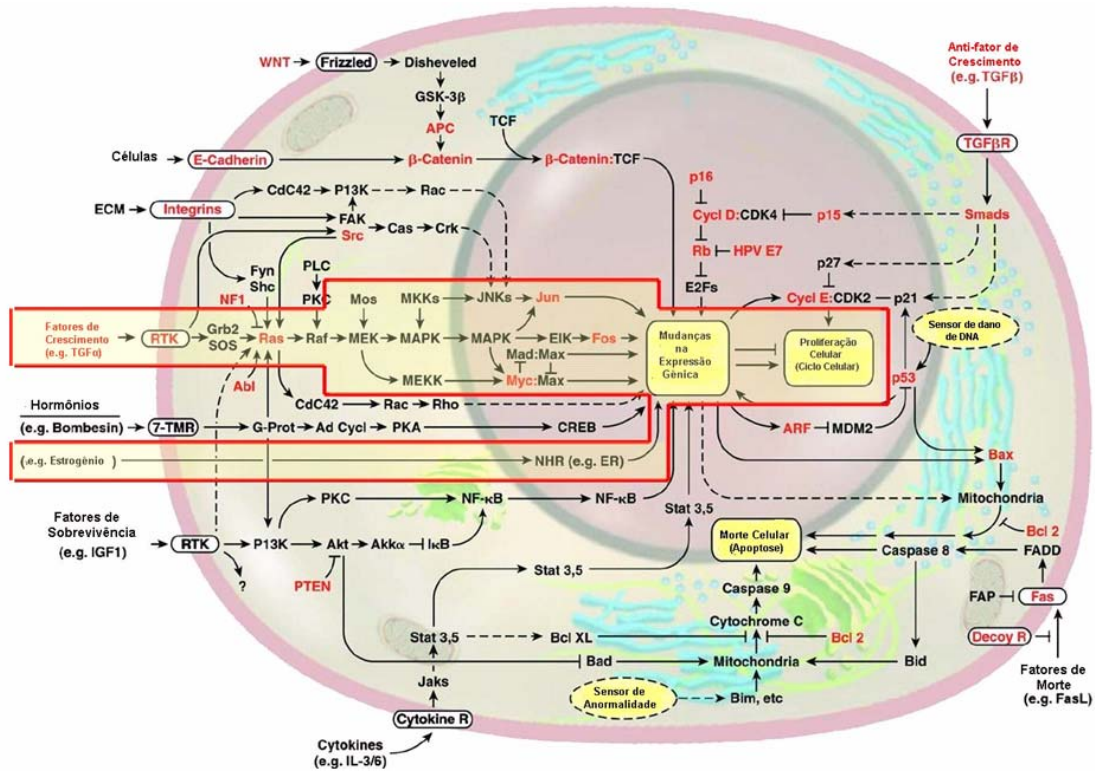 WNT Frizzled Disheveled
GSK-3β
APC
TCF
Células E-Cadherin β-Catenin β-Catenin:TCF
Anti-fator de
Crescimento
(e.g. TGFβ)
TGFβR
Smads
p16
Cycl D:CDK4 p15
Rb HPV E7
E2Fs
p27
Cycl E:CDK2 p21
CdC42 P13K Rac
ECM Integrins
FAK
Src Cas Crk
Fyn
Shc
PLC
PKC
NF1
Mos MKKs JNKs Jun
Fatores de
Crescimento
(e.g. TGFα)
RTK Grb2
SOS
Ras Raf MEK MAPK MAPK ElK Fos
Mad:Max
MEKK Myc:Max
Abl
Mudanças
na
Expressão
Gênica
Proliferação
Celular
(Ciclo Celular)
Sensor de dano
de DNA
p53
CdC42 Rac Rho
Hormônios
(e.g. Bombesin) 7-TMR G-Prot Ad Cycl PKA CREB
ARF MDM2
(.e.g. Estrogènio NHR (e.g. ER)
Bax
PKC NF-κB NF-κB
Stat 3,5
Mitochondria
Fatores de
Sobrevivência
(e.g. IGF1)
RTK P13K Akt Akkα IκB
?
PTEN
Morte Celular
(Apoptose)
Bcl 2
Caspase 8 FADD
Stat 3,5
Caspase 9
FAP Fas
Cytochrome C
Stat 3,5 Bcl XL Bcl 2
Decoy R
Bad Mitochondria Bid
Jaks
Sensor de
Anormalidade
Bim, etc
Fatores de
Morte
(e.g. FasL)
Cytokine R
Cytokines
(e.g. IL-3/6)